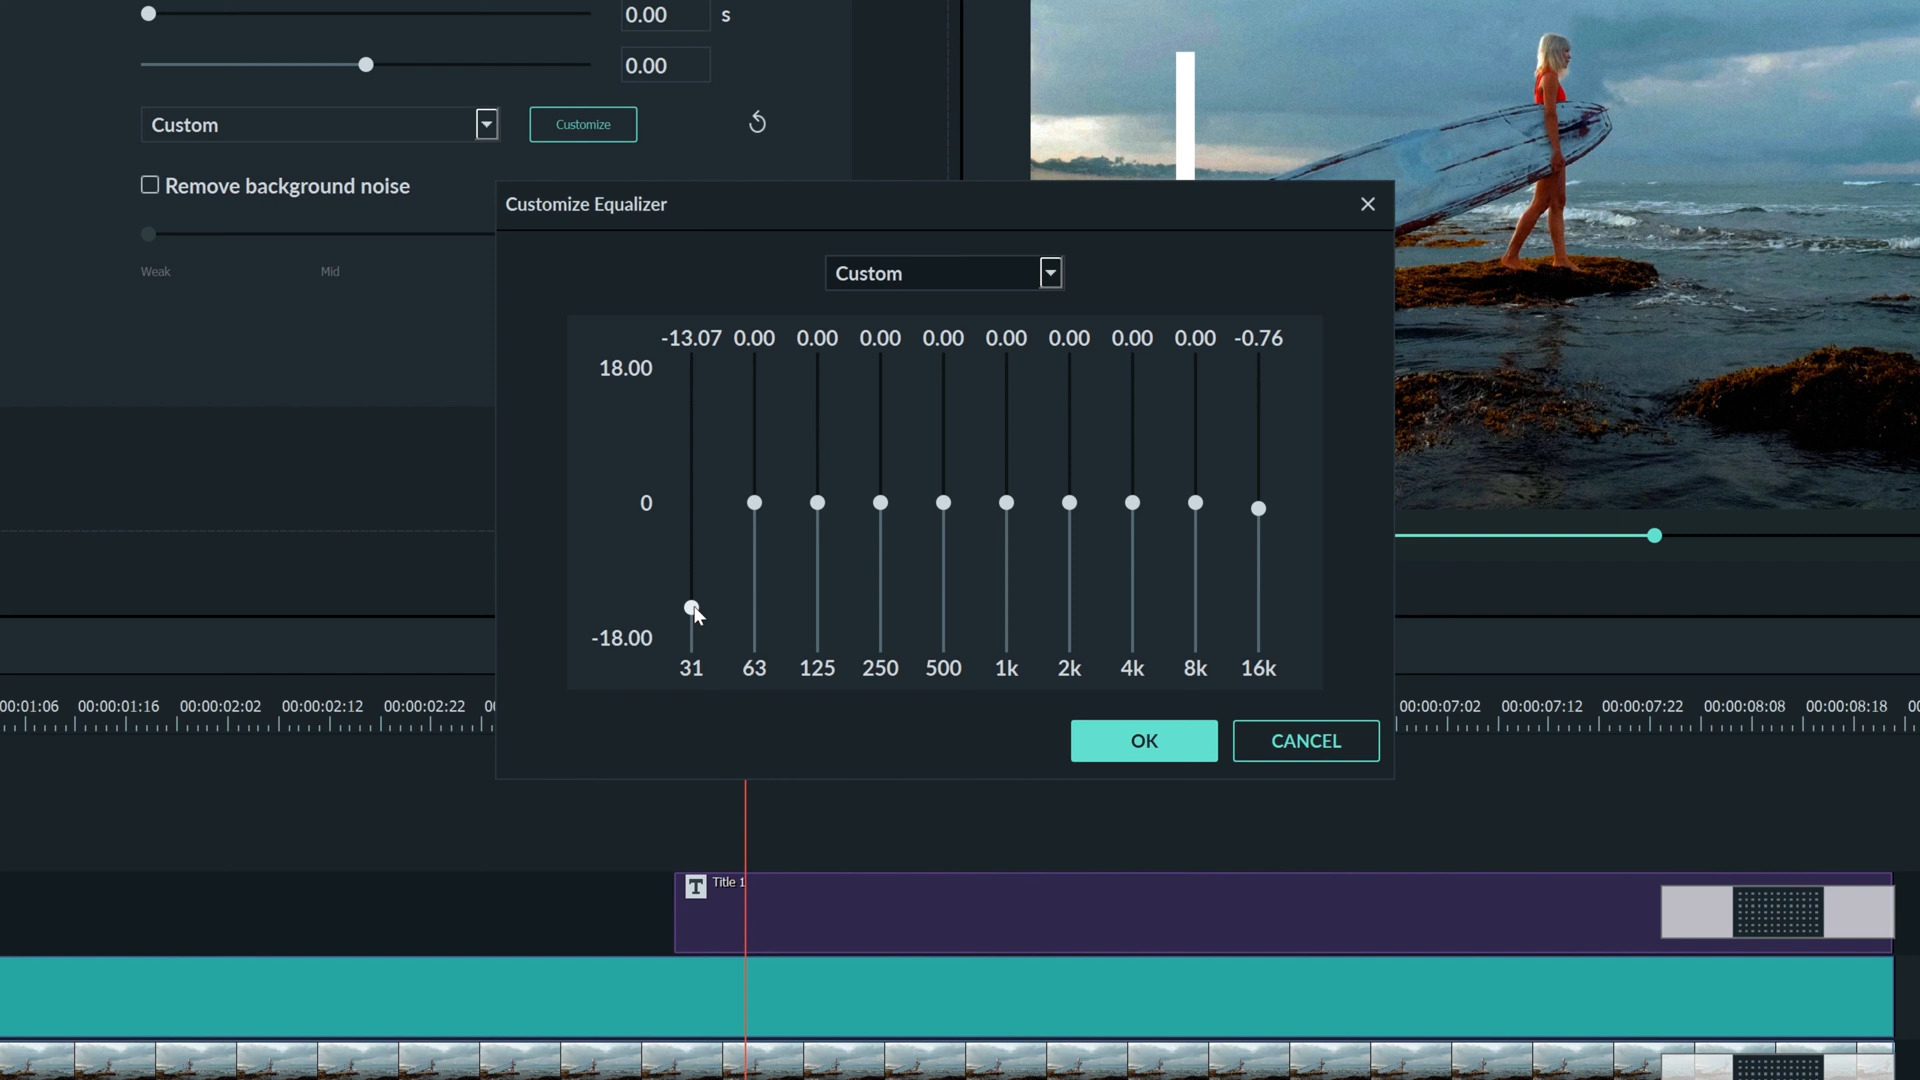 0.00 s
0.00
Custom Customize
Remove background noise
Weak Mid
Customize Equalizer
Custom
-13.07 0.00 0.00 0.00 0.00 0.00 0.00 0.00 0.00 -0.76
18.00
0
-18.00
31 63 125 250 500 1k 2k 4k 8k 16k
OK CANCEL
00:01:06 00:00:01:16 00:00:02:02 00:00:02:12 00:00:02:22 00:00:07:02 00:00:07:12 00:00:07:22 00:00:08:08 00:00:08:18
T Title 1